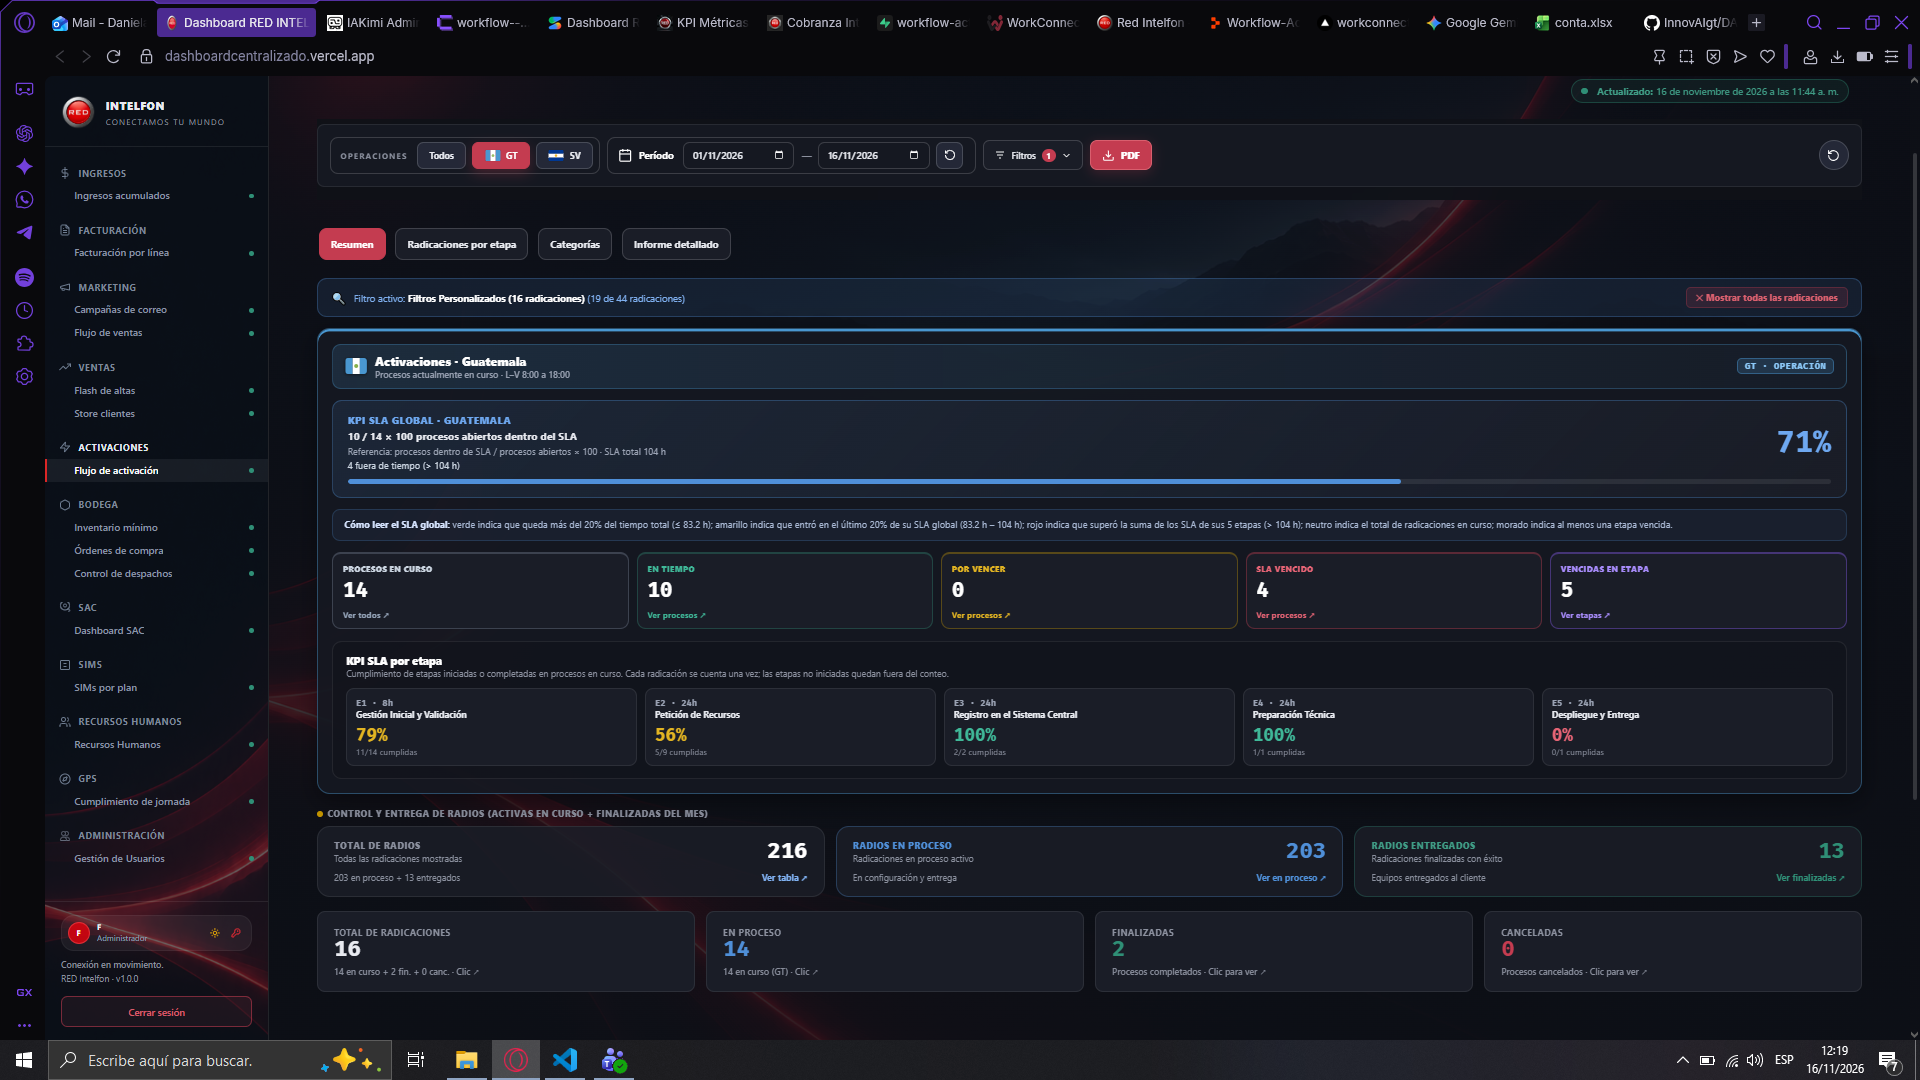 Mail - Daniela
Dashboard RED INTEL
IAKimi Admin
workflow--
Dashboard R
KPI Métricas
Cobranza Int
workflow-ac
WorkConnec
Red Intelfon
Workflow-Ac
workconnec
Google Gem
conta.xlsx
InnovAIgt/DA
dashboardcentralizado.vercel.app
RED
INTELFON
CONECTAMOS TU MUNDO
INGRESOS
Ingresos acumulados
FACTURACIÓN
Facturación por línea
MARKETING
Campañas de correo
Flujo de ventas
VENTAS
Flash de altas
Store clientes
ACTIVACIONES
Flujo de activación
BODEGA
Inventario mínimo
Órdenes de compra
Control de despachos
SAC
Dashboard SAC
SIMS
SIMs por plan
RECURSOS HUMANOS
Recursos Humanos
GPS
Cumplimiento de jornada
ADMINISTRACIÓN
Gestión de Usuarios
F
F
Administrador
Conexión en movimiento.
RED Intelfon · v1.0.0
Cerrar sesión
GX
Actualizado: 16 de noviembre de 2026 a las 11:44 a. m.
OPERACIONES
Todos
GT
SV
Período
01/11/2026
—
16/11/2026
Filtros 1
PDF
Resumen
Radicaciones por etapa
Categorías
Informe detallado
Filtro activo: Filtros Personalizados (16 radicaciones) (19 de 44 radicaciones)
✕ Mostrar todas las radicaciones
Activaciones - Guatemala
Procesos actualmente en curso · L-V 8:00 a 18:00
GT · OPERACIÓN
KPI SLA GLOBAL - GUATEMALA
10 / 14 × 100 procesos abiertos dentro del SLA
Referencia: procesos dentro de SLA / procesos abiertos × 100 · SLA total 104 h
4 fuera de tiempo (> 104 h)
71%
Cómo leer el SLA global: verde indica que queda más del 20% del tiempo total (≤ 83.2 h); amarillo indica que entró en el último 20% de su SLA global (83.2 h – 104 h); rojo indica que superó la suma de los SLA de sus 5 etapas (> 104 h); neutro indica el total de radicaciones en curso; morado indica al menos una etapa vencida.
PROCESOS EN CURSO
14
Ver todos ↗
EN TIEMPO
10
Ver procesos ↗
POR VENCER
0
Ver procesos ↗
SLA VENCIDO
4
Ver procesos ↗
VENCIDAS EN ETAPA
5
Ver etapas ↗
KPI SLA por etapa
Cumplimiento de etapas iniciadas o completadas en procesos en curso. Cada radicación se cuenta una vez; las etapas no iniciadas quedan fuera del conteo.
E1 · 8h
Gestión Inicial y Validación
79%
11/14 cumplidas
E2 · 24h
Petición de Recursos
56%
5/9 cumplidas
E3 · 24h
Registro en el Sistema Central
100%
2/2 cumplidas
E4 · 24h
Preparación Técnica
100%
1/1 cumplidas
E5 · 24h
Despliegue y Entrega
0%
0/1 cumplidas
CONTROL Y ENTREGA DE RADIOS (ACTIVAS EN CURSO + FINALIZADAS DEL MES)
TOTAL DE RADIOS
216
Todas las radicaciones mostradas
203 en proceso + 13 entregados
Ver tabla ↗
RADIOS EN PROCESO
203
Radicaciones en proceso activo
En configuración y entrega
Ver en proceso ↗
RADIOS ENTREGADOS
13
Radicaciones finalizadas con éxito
Equipos entregados al cliente
Ver finalizadas ↗
TOTAL DE RADICACIONES
16
14 en curso + 2 fin. + 0 canc. · Clic ↗
EN PROCESO
14
14 en curso (GT) · Clic ↗
FINALIZADAS
2
Procesos completados · Clic para ver ↗
CANCELADAS
0
Procesos cancelados · Clic para ver ↗
Escribe aquí para buscar.
ESP
12:19
16/11/2026
7